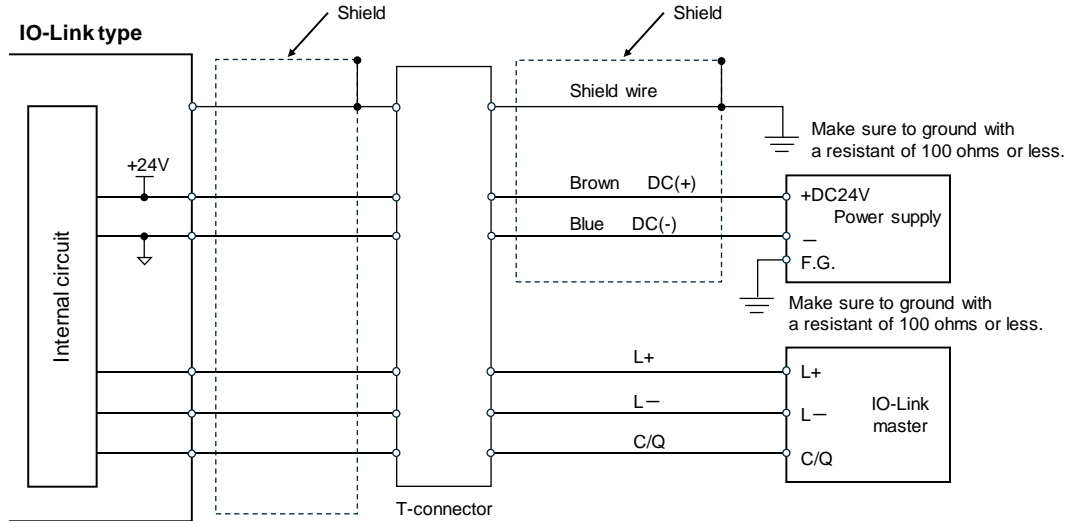 Shield
Shield
IO-Link type
Shield wire
Make sure to ground with
a resistant of 100 ohms or less.
+24V
Brown DC(+)
+DC24V
Power supply
Blue DC(-)
－
F.G.
Internal circuit
Make sure to ground with
a resistant of 100 ohms or less.
L+
L+
L－
L－
IO-Link
master
C/Q
C/Q
T-connector